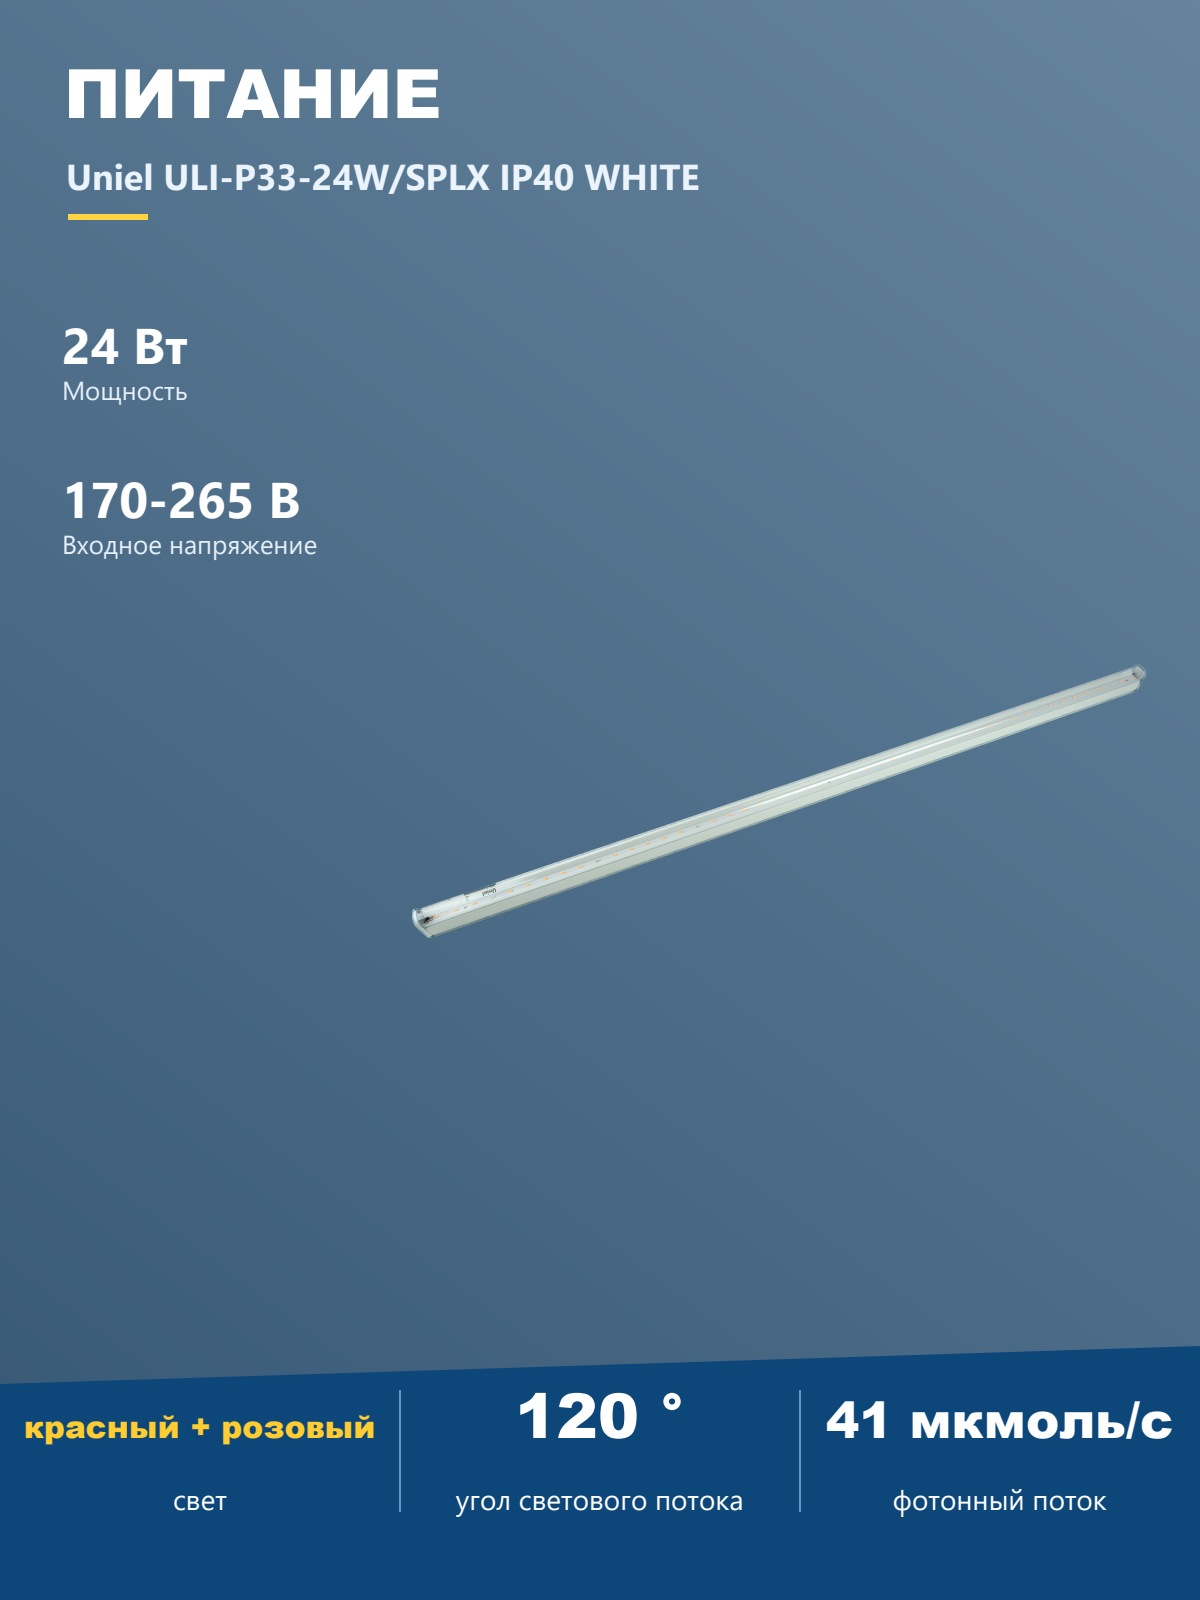 ПИТАНИЕ
Uniel ULI-P33-24W/SPLX IP40 WHITE
24 Вт
Мощность
170-265 В
Входное напряжение
Uniel
красный + розовый
свет
120 °
угол светового потока
41 мкмоль/с
фотонный поток